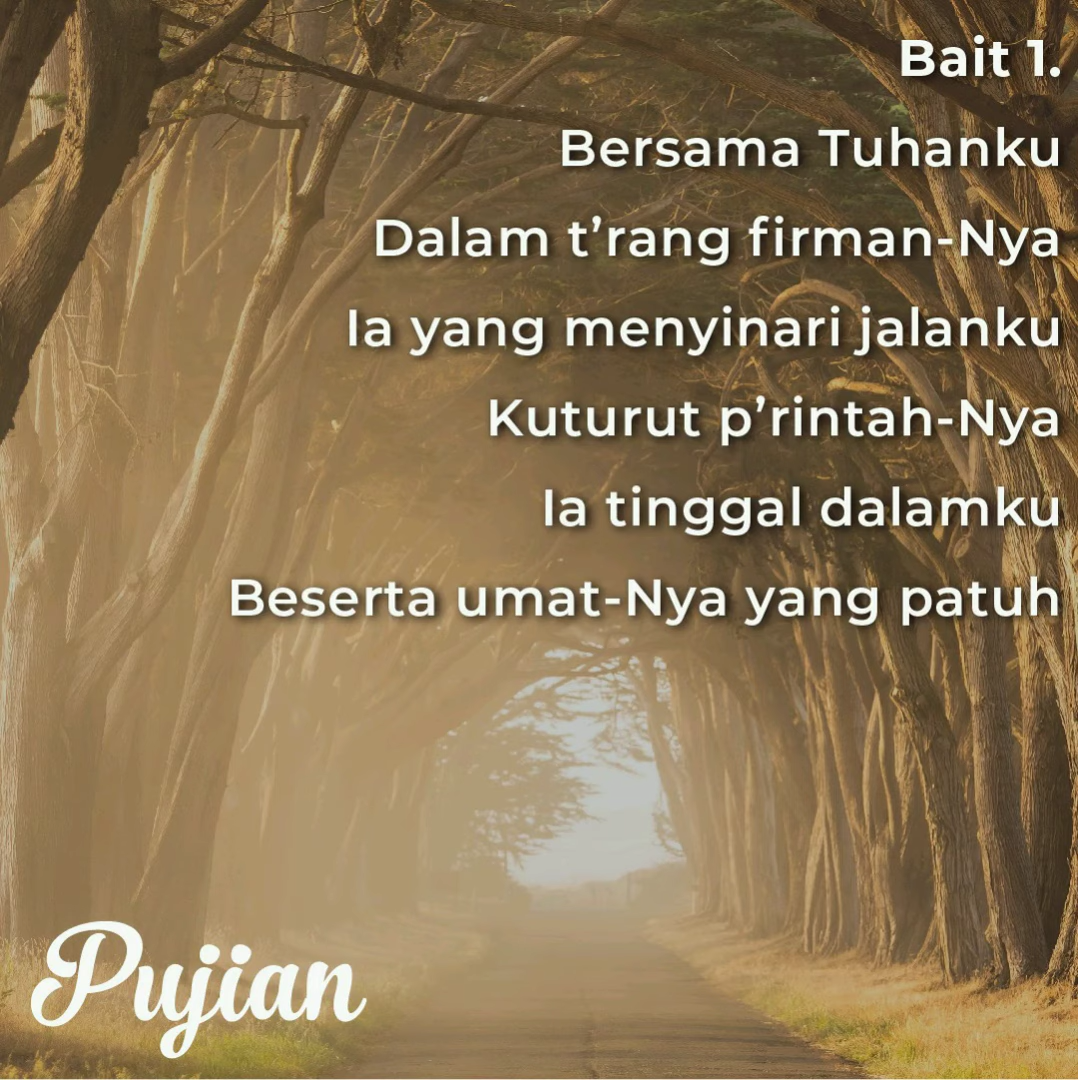 Bait 1.
Bersama Tuhanku
Dalam t’rang firman-Nya
Ia yang menyinari jalanku
Kuturut p’rintah-Nya
Ia tinggal dalamku
Beserta umat-Nya yang patuh
Pujian